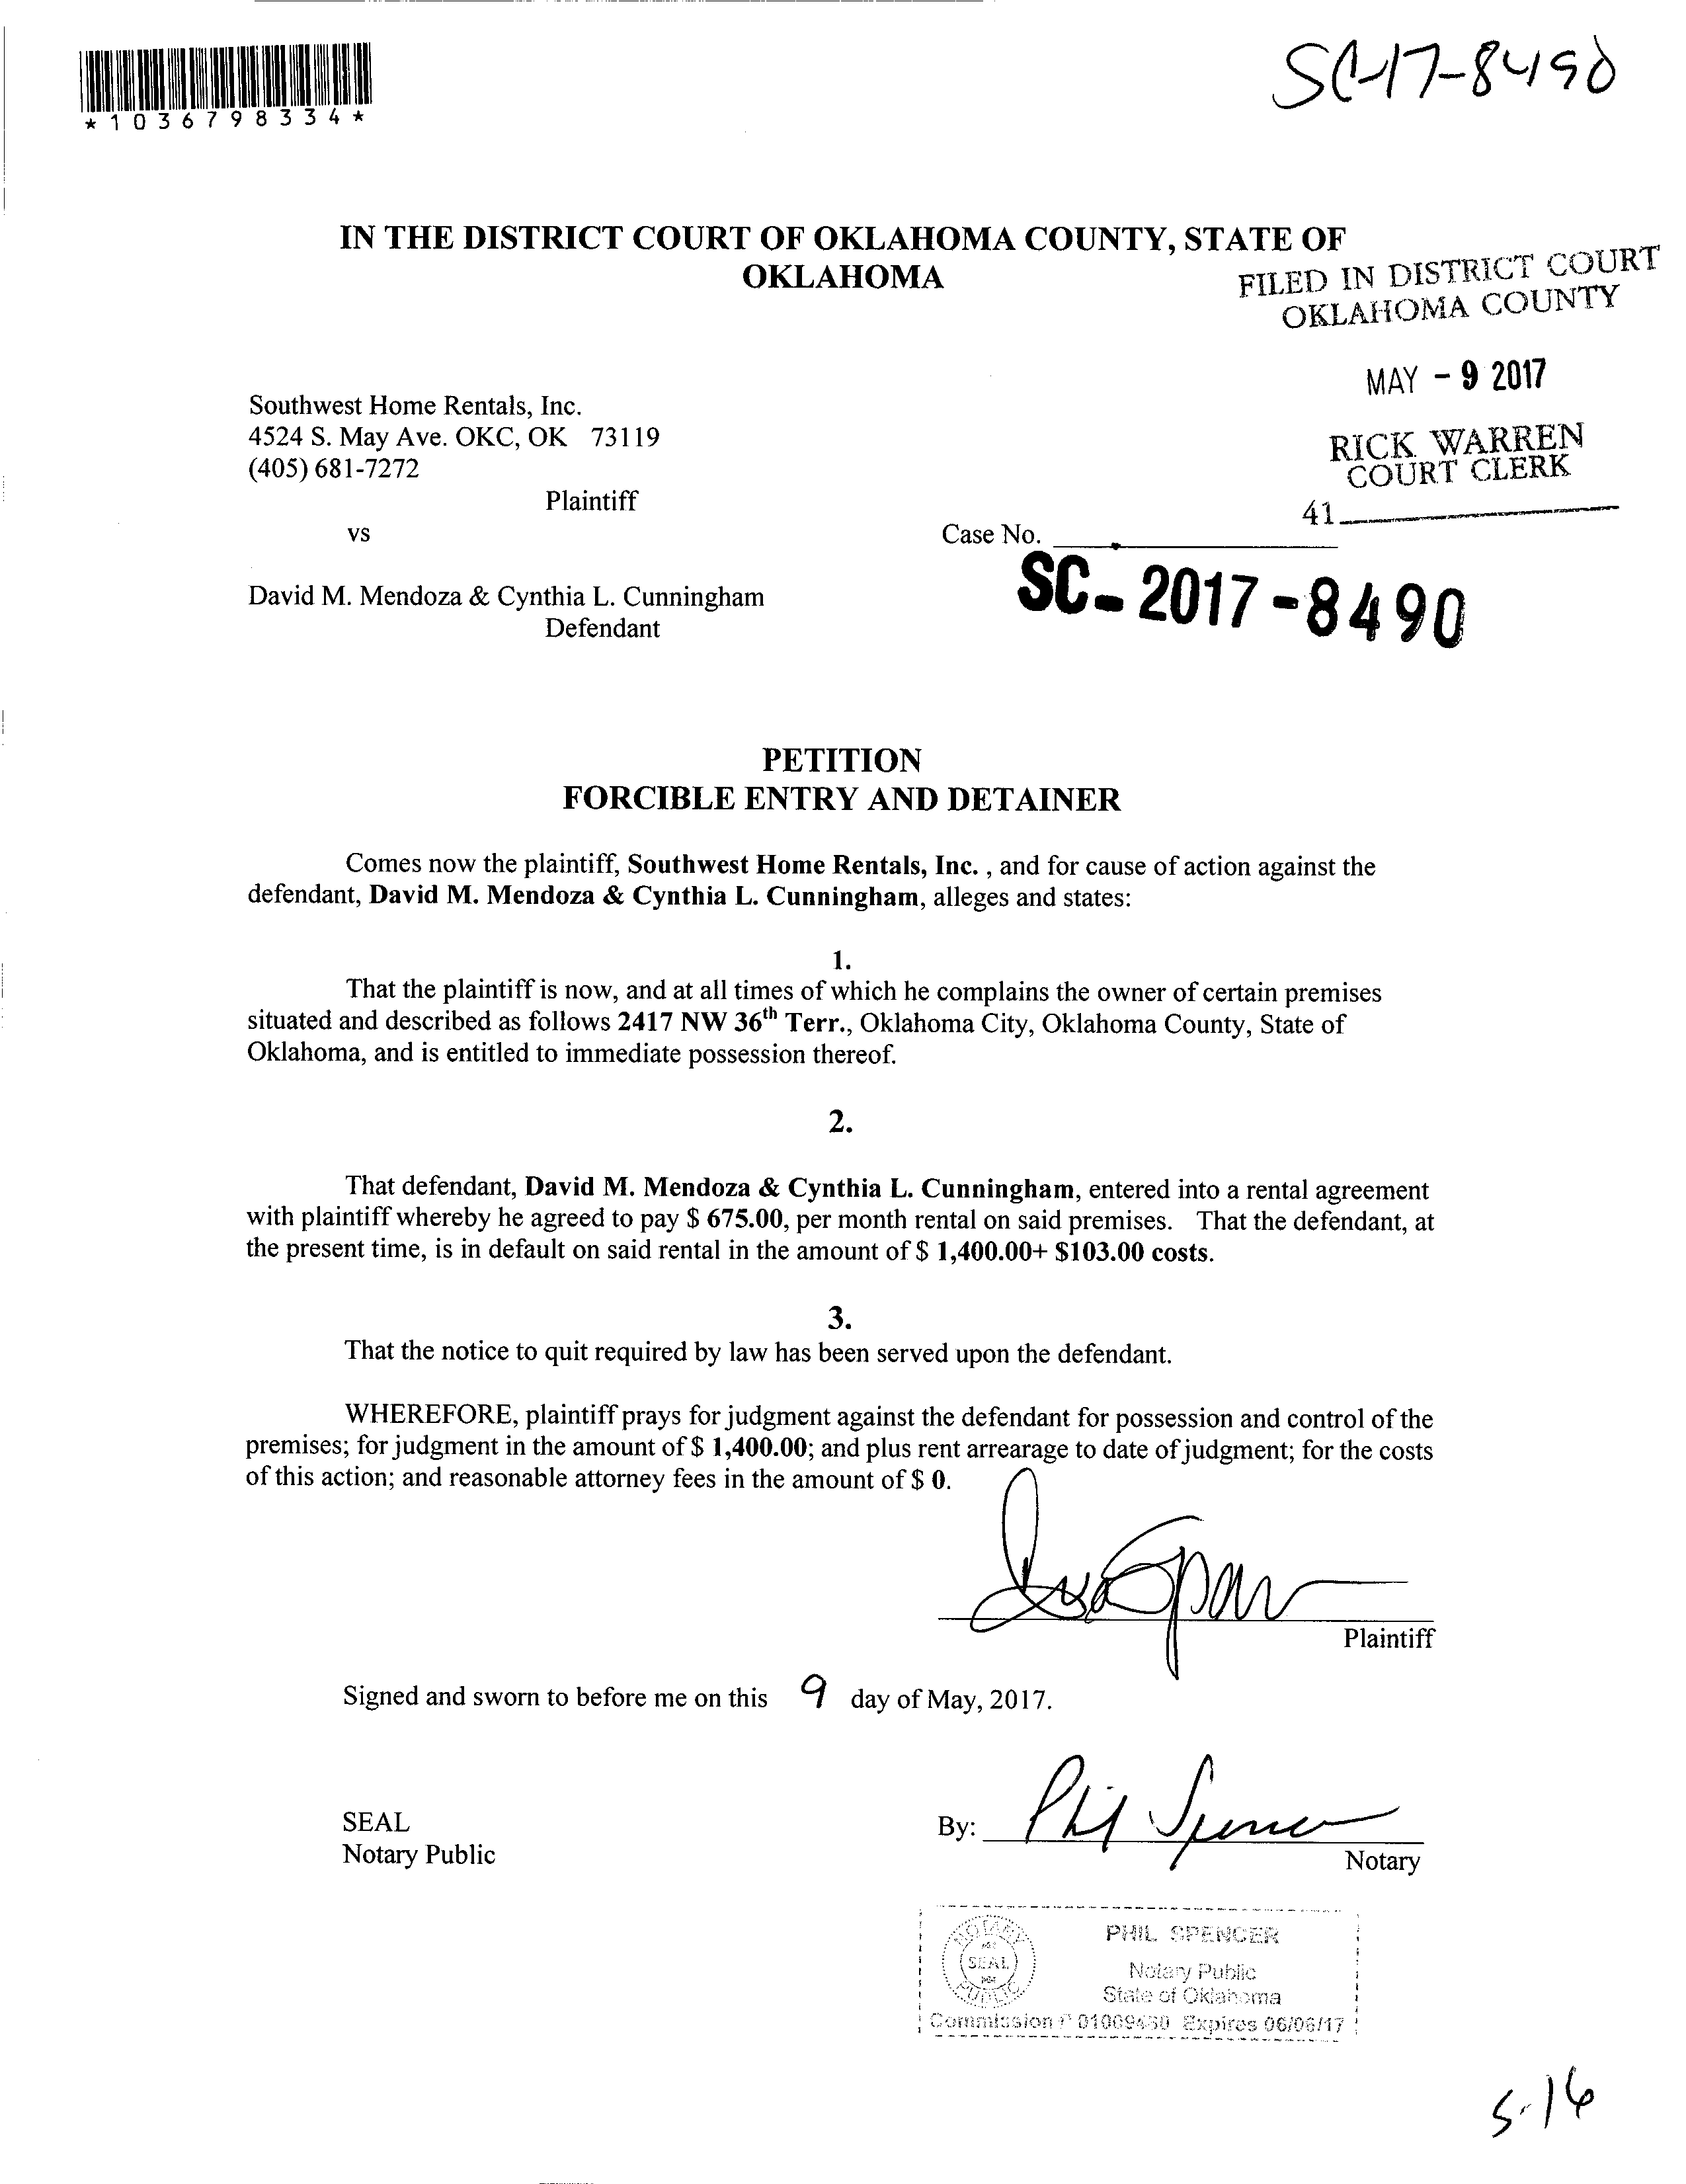 SC-17-8490
*1036798334*
IN THE DISTRICT COURT OF OKLAHOMA COUNTY, STATE OF
OKLAHOMA
FILED IN DISTRICT COURT
OKLAHOMA COUNTY
MAY - 9 2017
RICK WARREN
COURT CLERK
41
Southwest Home Rentals, Inc.
4524 S. May Ave. OKC, OK 73119
(405) 681-7272
Plaintiff
vs
Case No.
SC-2017-8490
David M. Mendoza & Cynthia L. Cunningham
Defendant
PETITION
FORCIBLE ENTRY AND DETAINER
Comes now the plaintiff, Southwest Home Rentals, Inc. , and for cause of action against the
defendant, David M. Mendoza & Cynthia L. Cunningham, alleges and states:
1.
That the plaintiff is now, and at all times of which he complains the owner of certain premises
situated and described as follows 2417 NW 36th Terr., Oklahoma City, Oklahoma County, State of
Oklahoma, and is entitled to immediate possession thereof.
2.
That defendant, David M. Mendoza & Cynthia L. Cunningham, entered into a rental agreement
with plaintiff whereby he agreed to pay $ 675.00, per month rental on said premises. That the defendant, at
the present time, is in default on said rental in the amount of $ 1,400.00+ $103.00 costs.
3.
That the notice to quit required by law has been served upon the defendant.
WHEREFORE, plaintiff prays for judgment against the defendant for possession and control of the
premises; for judgment in the amount of $ 1,400.00; and plus rent arrearage to date of judgment; for the costs
of this action; and reasonable attorney fees in the amount of $ 0.
Plaintiff
Signed and sworn to before me on this 9 day of May, 2017.
SEAL
Notary Public
By: Phil Spencer
Notary
NOTARY
SEAL
PUBLIC
PHIL SPENCER
Notary Public
State of Oklahoma
Commission # Expires 06/06/17
5-16